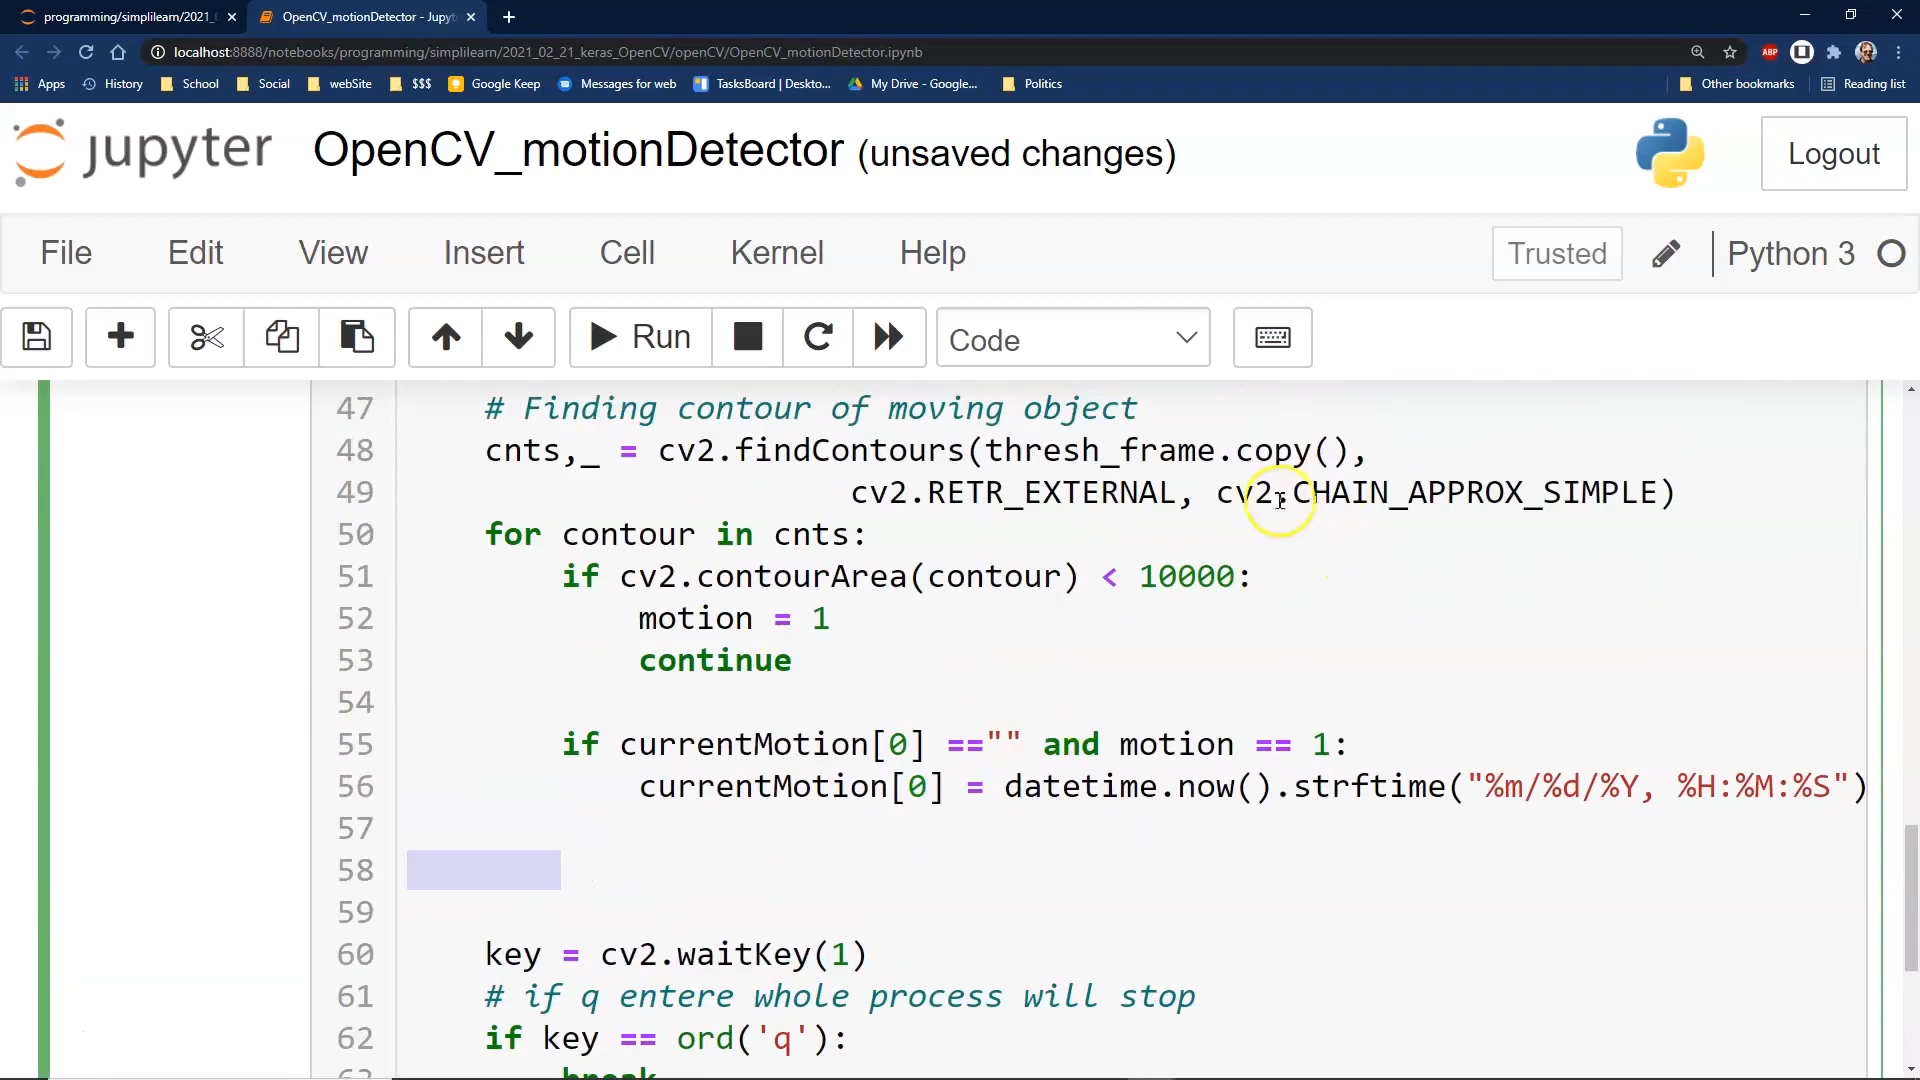 programming/simplilearn/2021_
OpenCV_motionDetector - Jupyt
localhost:8888/notebooks/programming/simplilearn/2021_02_21_keras_OpenCV/openCV/OpenCV_motionDetector.ipynb
ABP
Apps History School Social webSite $$$ Google Keep Messages for web TasksBoard | Deskto... My Drive - Google... Politics Other bookmarks Reading list
jupyter OpenCV_motionDetector (unsaved changes) Logout
File Edit View Insert Cell Kernel Help Trusted Python 3
Run Code
47 # Finding contour of moving object
48 cnts,_ = cv2.findContours(thresh_frame.copy(),
49 cv2.RETR_EXTERNAL, cv2.CHAIN_APPROX_SIMPLE)
50 for contour in cnts:
51 if cv2.contourArea(contour) < 10000:
52 motion = 1
53 continue
54
55 if currentMotion[0] =="" and motion == 1:
56 currentMotion[0] = datetime.now().strftime("%m/%d/%Y, %H:%M:%S")
57
58
59
60 key = cv2.waitKey(1)
61 # if q entere whole process will stop
62 if key == ord('q'):
63 break